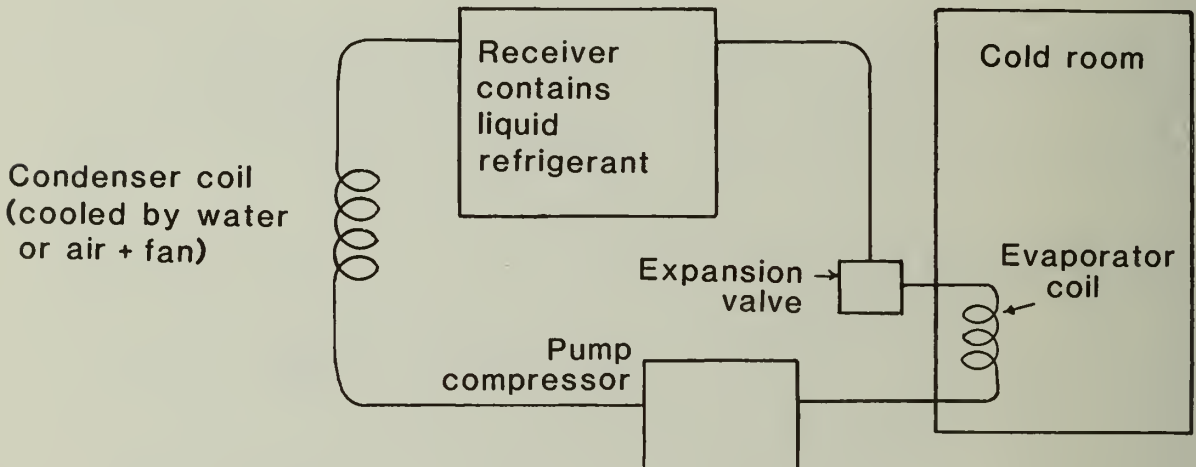 Receiver
contains
liquid
refrigerant
Cold room
Condenser coil
(cooled by water
or air + fan)
Expansion
valve
Evaporator
coil
Pump
compressor